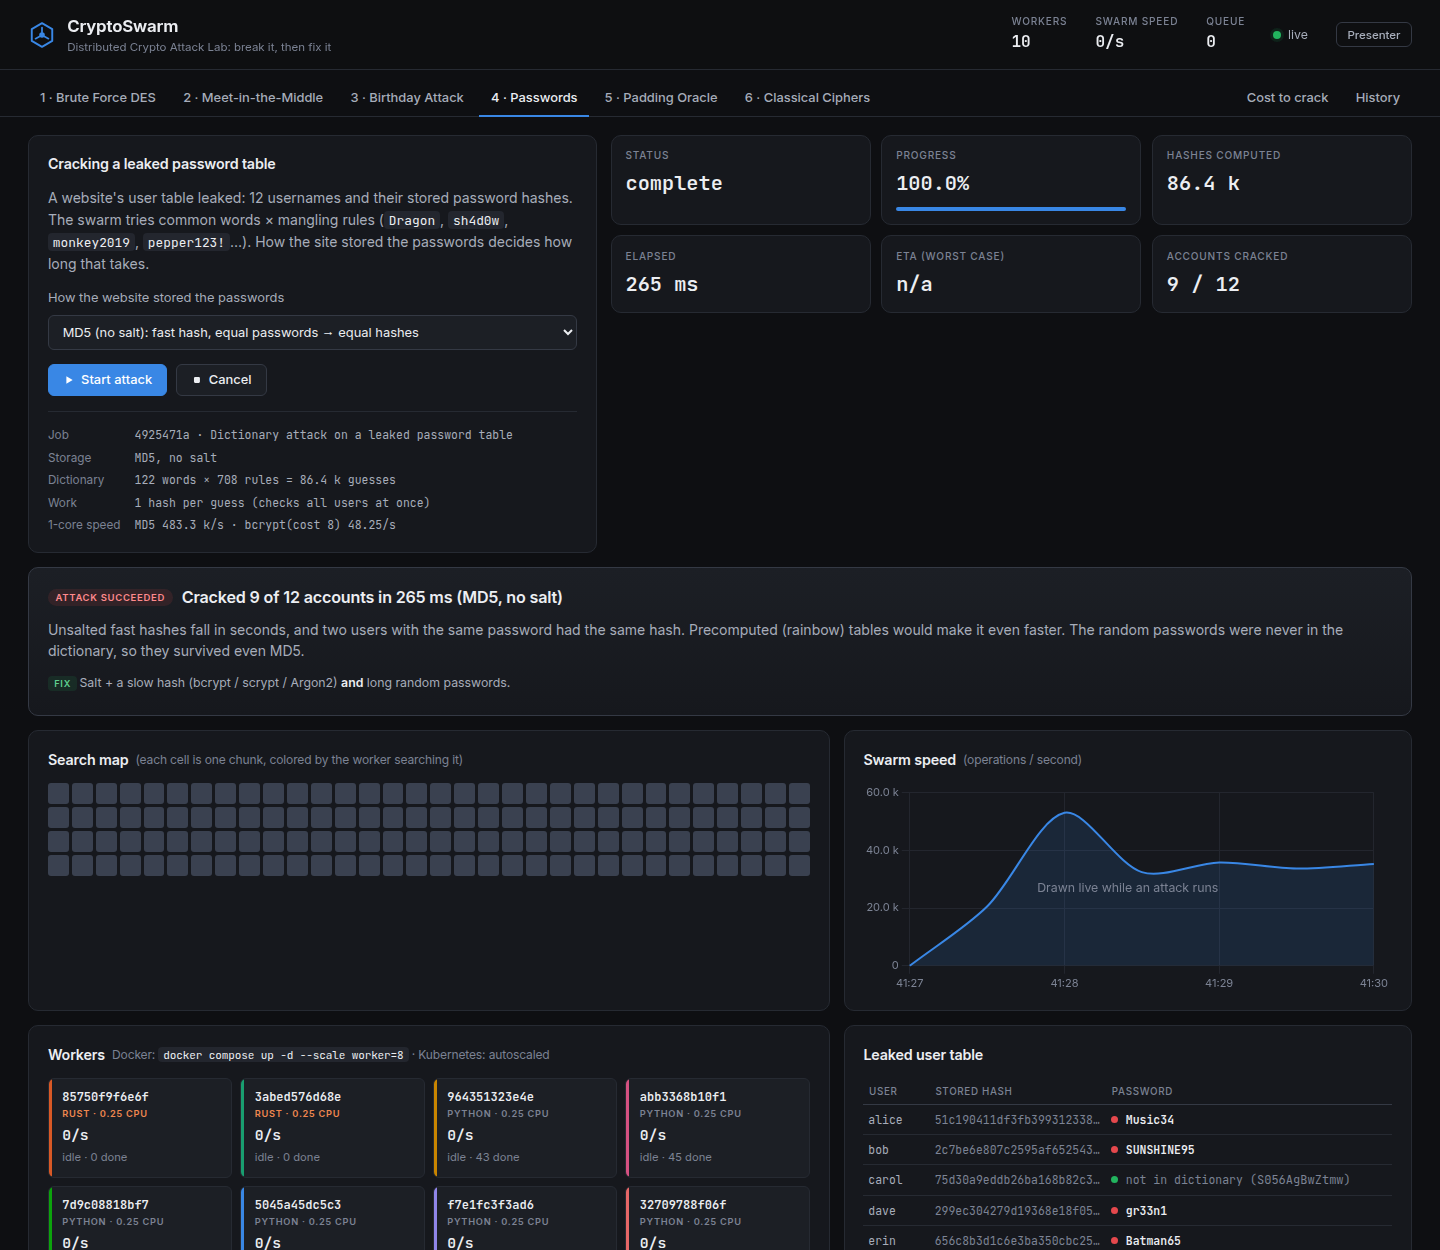 CryptoSwarm
Distributed Crypto Attack Lab: break it, then fix it
WORKERS
10
SWARM SPEED
0/s
QUEUE
0
live
Presenter
1 · Brute Force DES
2 · Meet-in-the-Middle
3 · Birthday Attack
4 · Passwords
5 · Padding Oracle
6 · Classical Ciphers
Cost to crack
History
Cracking a leaked password table
A website's user table leaked: 12 usernames and their stored password hashes.
The swarm tries common words × mangling rules ( Dragon , sh4d0w ,
monkey2019 , pepper123! ...). How the site stored the passwords decides how
long that takes.
How the website stored the passwords
MD5 (no salt): fast hash, equal passwords → equal hashes
Start attack
Cancel
Job 4925471a · Dictionary attack on a leaked password table
Storage MD5, no salt
Dictionary 122 words × 708 rules = 86.4 k guesses
Work 1 hash per guess (checks all users at once)
1-core speed MD5 483.3 k/s · bcrypt(cost 8) 48.25/s
STATUS
complete
PROGRESS
100.0%
HASHES COMPUTED
86.4 k
ELAPSED
265 ms
ETA (WORST CASE)
n/a
ACCOUNTS CRACKED
9 / 12
ATTACK SUCCEEDED Cracked 9 of 12 accounts in 265 ms (MD5, no salt)
Unsalted fast hashes fall in seconds, and two users with the same password had the same hash. Precomputed (rainbow) tables would make it even faster. The random passwords were never in the
dictionary, so they survived even MD5.
FIX Salt + a slow hash (bcrypt / scrypt / Argon2) and long random passwords.
Search map (each cell is one chunk, colored by the worker searching it)
Swarm speed (operations / second)
60.0 k
40.0 k
Drawn live while an attack runs
20.0 k
0
41:27 41:28 41:29 41:30
Workers Docker: docker compose up -d --scale worker=8 · Kubernetes: autoscaled
85750f9f6e6f
RUST · 0.25 CPU
0/s
idle · 0 done
3abed576d68e
RUST · 0.25 CPU
0/s
idle · 0 done
964351323e4e
PYTHON · 0.25 CPU
0/s
idle · 43 done
abb3368b10f1
PYTHON · 0.25 CPU
0/s
idle · 45 done
7d9c08818bf7
PYTHON · 0.25 CPU
0/s
5045a45dc5c3
PYTHON · 0.25 CPU
0/s
f7e1fc3f3ad6
PYTHON · 0.25 CPU
0/s
32709788f06f
PYTHON · 0.25 CPU
0/s
Leaked user table
USER STORED HASH PASSWORD
alice 51c190411df3fb399312338… Music34
bob 2c7be6e807c2595af652543… SUNSHINE95
carol 75d30a9eddb26ba168b82c3… not in dictionary (S056AgBwZtmw)
dave 299ec304279d19368e18f05… gr33n1
erin 656c8b3d1c6e3ba350cbc25… Batman65